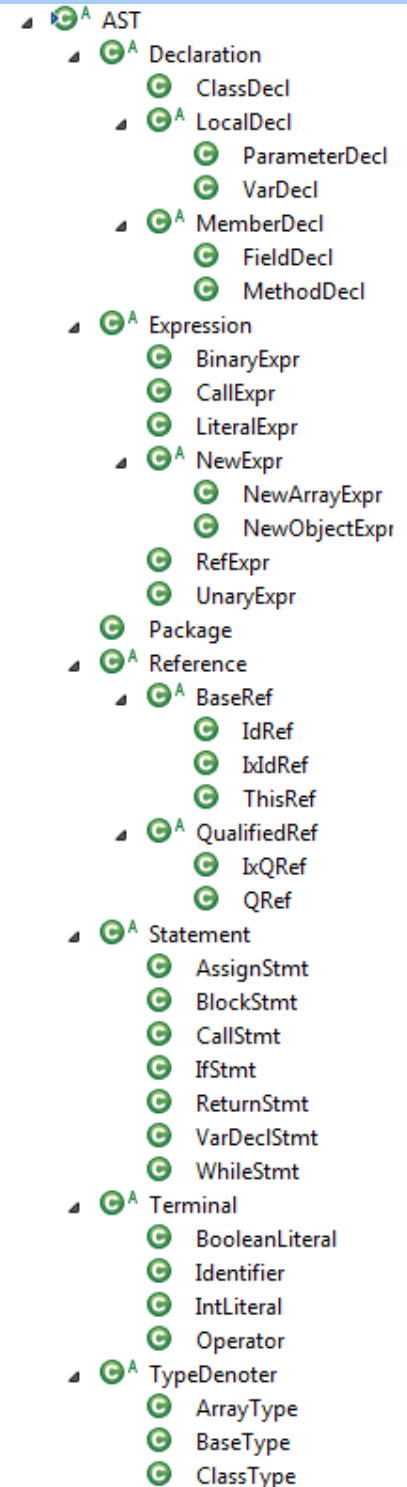 AST
Declaration
ClassDecl
LocalDecl
ParameterDecl
VarDecl
MemberDecl
FieldDecl
MethodDecl
Expression
BinaryExpr
CallExpr
LiteralExpr
NewExpr
NewArrayExpr
NewObjectExpr
RefExpr
UnaryExpr
Package
Reference
BaseRef
IdRef
IxIdRef
ThisRef
QualifiedRef
IxQRef
QRef
Statement
AssignStmt
BlockStmt
CallStmt
IfStmt
ReturnStmt
VarDeclStmt
WhileStmt
Terminal
BooleanLiteral
Identifier
IntLiteral
Operator
TypeDenoter
ArrayType
BaseType
ClassType